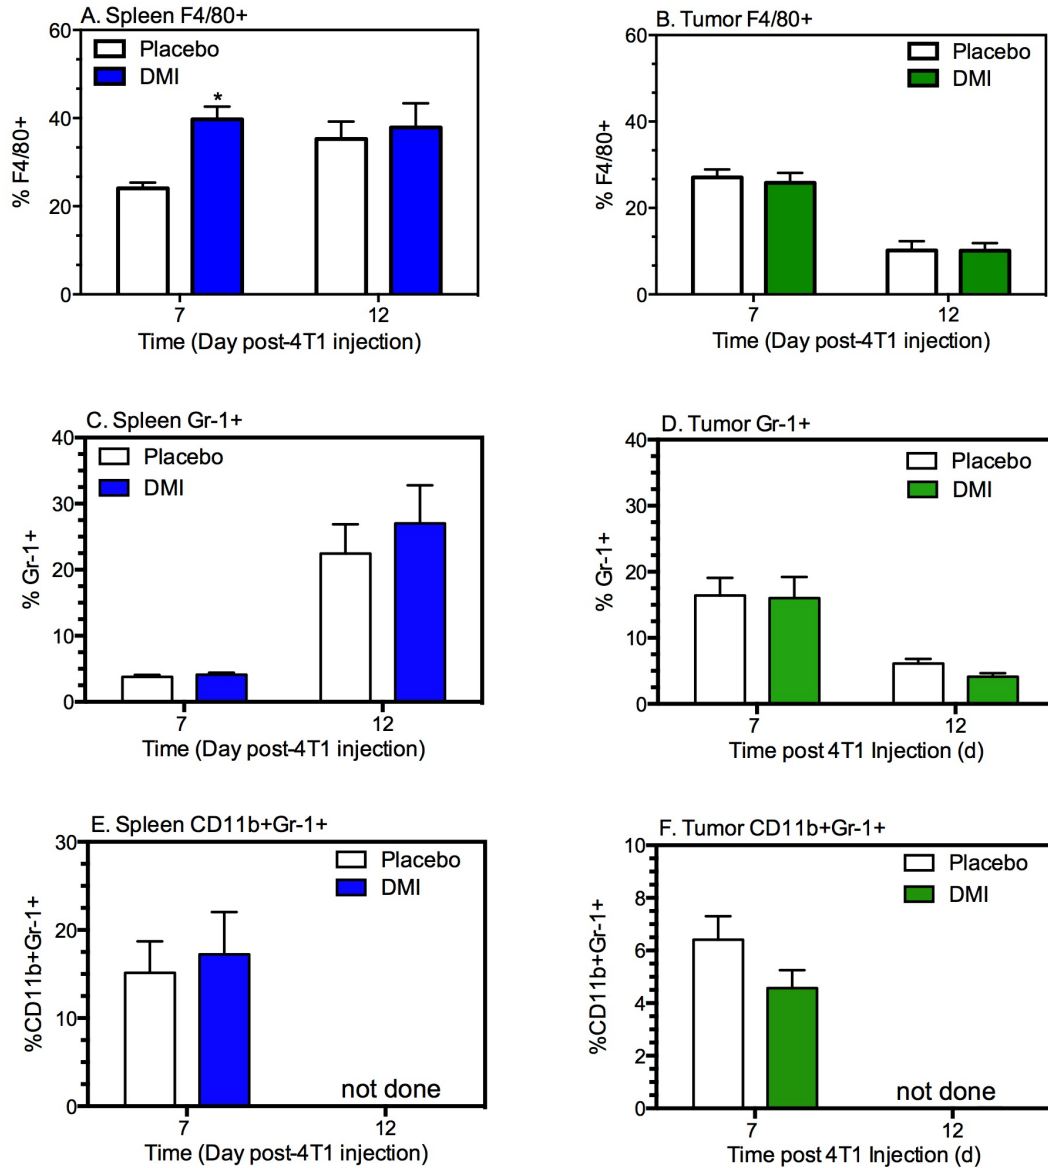 A. Spleen F4/80+
Placebo
DMI
*
60
40
20
0
% F4/80+
7
12
Time (Day post-4T1 injection)
B. Tumor F4/80+
Placebo
DMI
60
40
20
0
% F4/80+
7
12
Time (Day post-4T1 injection)
C. Spleen Gr-1+
Placebo
DMI
40
30
20
10
0
% Gr-1+
7
12
Time (Day post-4T1 injection)
D. Tumor Gr-1+
Placebo
DMI
40
30
20
10
0
% Gr-1+
7
12
Time post 4T1 Injection (d)
E. Spleen CD11b+Gr-1+
Placebo
DMI
30
20
10
0
%CD11b+Gr-1+
not done
7
12
Time (Day post-4T1 injection)
F. Tumor CD11b+Gr-1+
Placebo
DMI
10
8
6
4
2
0
%CD11b+Gr-1+
not done
7
12
Time post 4T1 Injection (d)